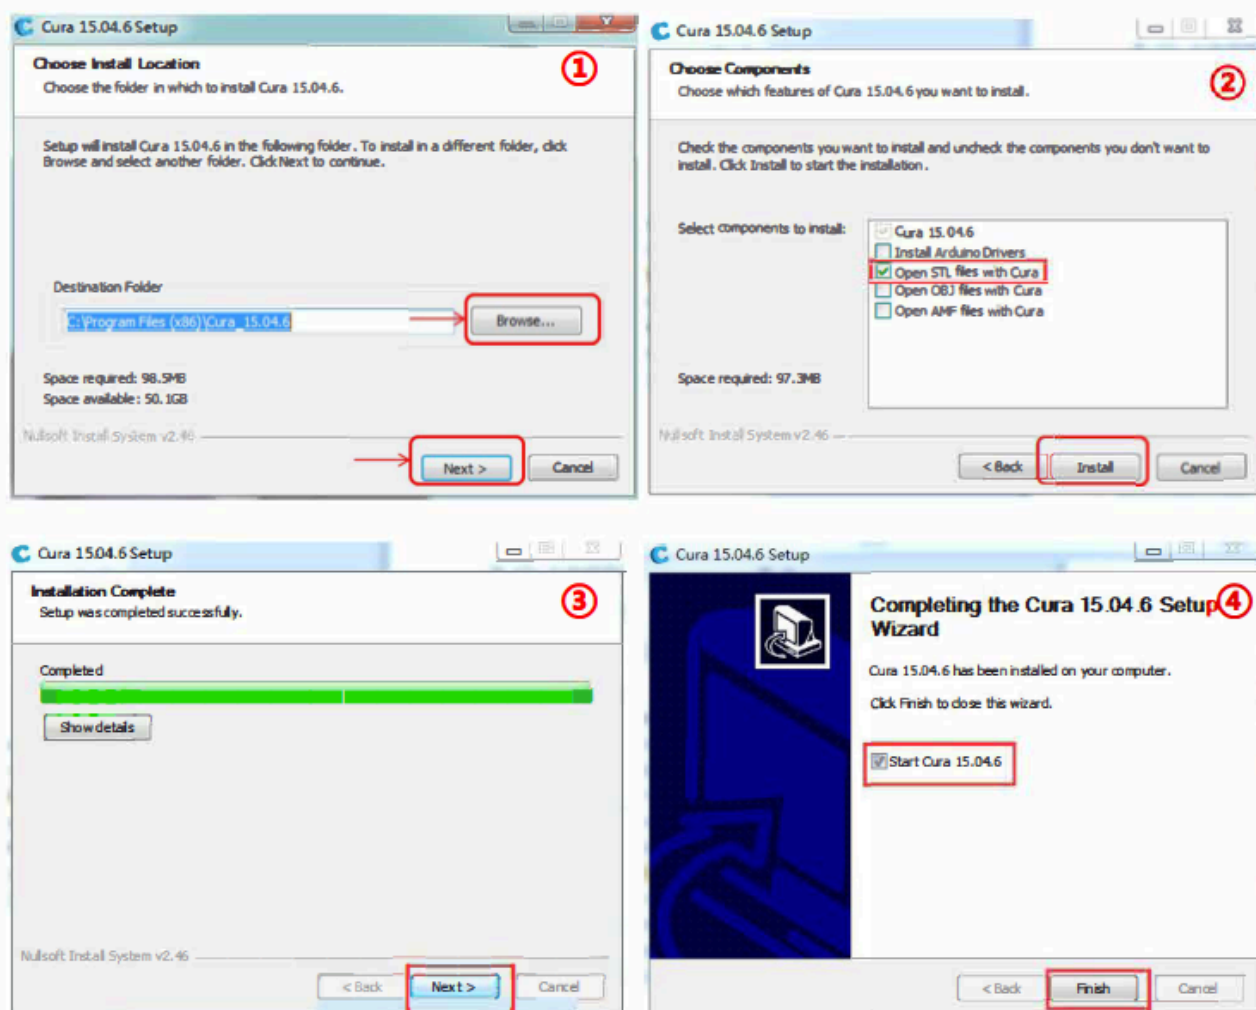 Cura 15.04.6 Setup
①
Choose Install Location
Choose the folder in which to install Cura 15.04.6.
Setup will install Cura 15.04.6 in the following folder. To install in a different folder, click
Browse and select another folder. Click Next to continue.
Destination Folder
C:\Program Files (x86)\Cura_15.04.6
Browse...
Space required: 98.5MB
Space available: 50.1GB
Nullsoft Install System v2.46
Next >
Cancel
Cura 15.04.6 Setup
②
Choose Components
Choose which features of Cura 15.04.6 you want to install.
Check the components you want to install and uncheck the components you don't want to
install. Click Install to start the installation.
Select components to install:
Cura 15.04.6
Install Arduino Drivers
Open STL files with Cura
Open OBJ files with Cura
Open AMF files with Cura
Space required: 97.3MB
Nullsoft Install System v2.46
< Back
Install
Cancel
Cura 15.04.6 Setup
③
Installation Complete
Setup was completed successfully.
Completed
Show details
Nullsoft Install System v2.46
< Back
Next >
Cancel
Cura 15.04.6 Setup
④
Completing the Cura 15.04.6 Setup
Wizard
Cura 15.04.6 has been installed on your computer.
Click Finish to close this wizard.
Start Cura 15.04.6
< Back
Finish
Cancel